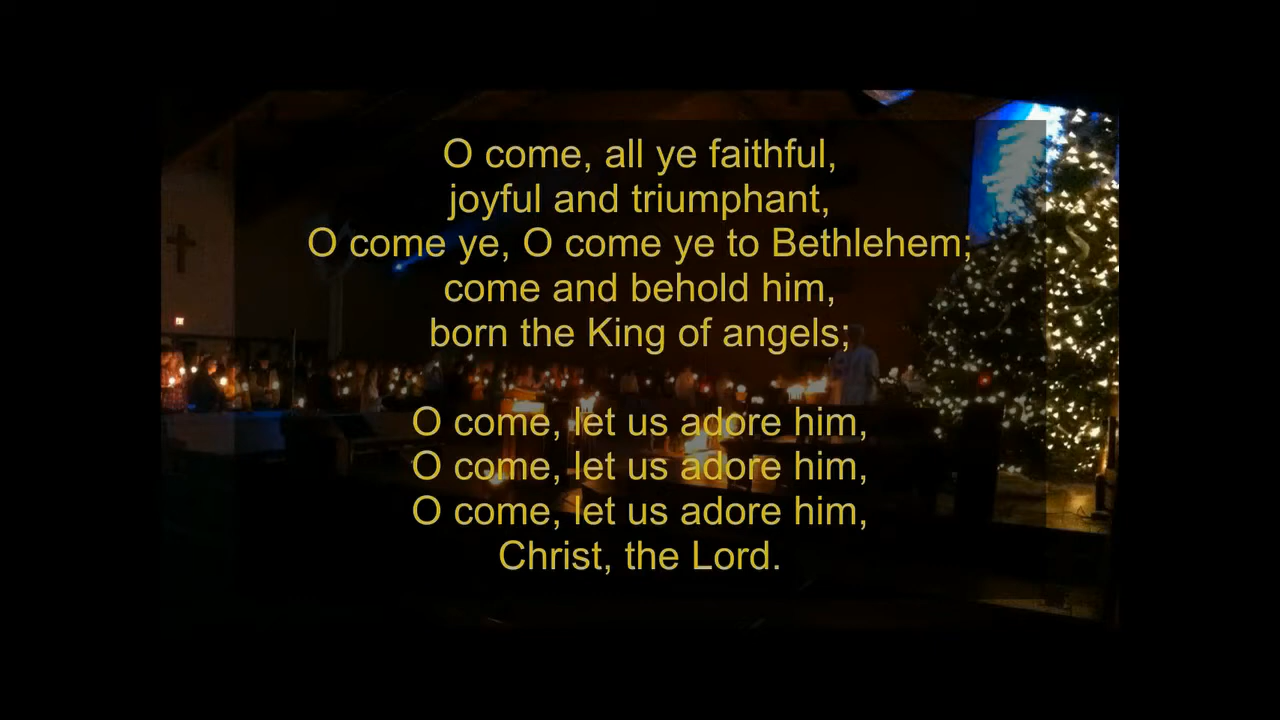 O come, all ye faithful,
joyful and triumphant,
O come ye, O come ye to Bethlehem;
come and behold him,
born the King of angels;
O come, let us adore him,
O come, let us adore him,
O come, let us adore him,
Christ, the Lord.